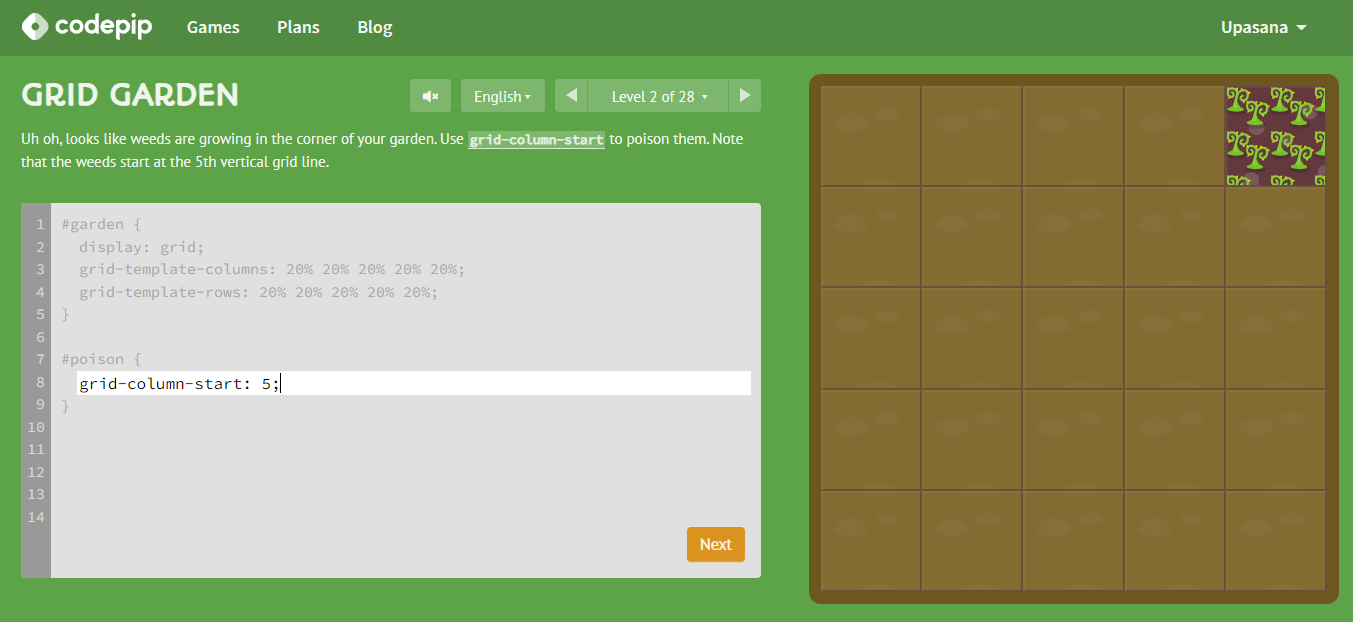 codepip Games Plans Blog Upasana
GRID GARDEN
English
Level 2 of 28
Uh oh, looks like weeds are growing in the corner of your garden. Use grid-column-start to poison them. Note
that the weeds start at the 5th vertical grid line.
1 #garden {
2 display: grid;
3 grid-template-columns: 20% 20% 20% 20% 20%;
4 grid-template-rows: 20% 20% 20% 20% 20%;
5 }
6
7 #poison {
8 grid-column-start: 5;
9 }
10
11
12
13
14
Next